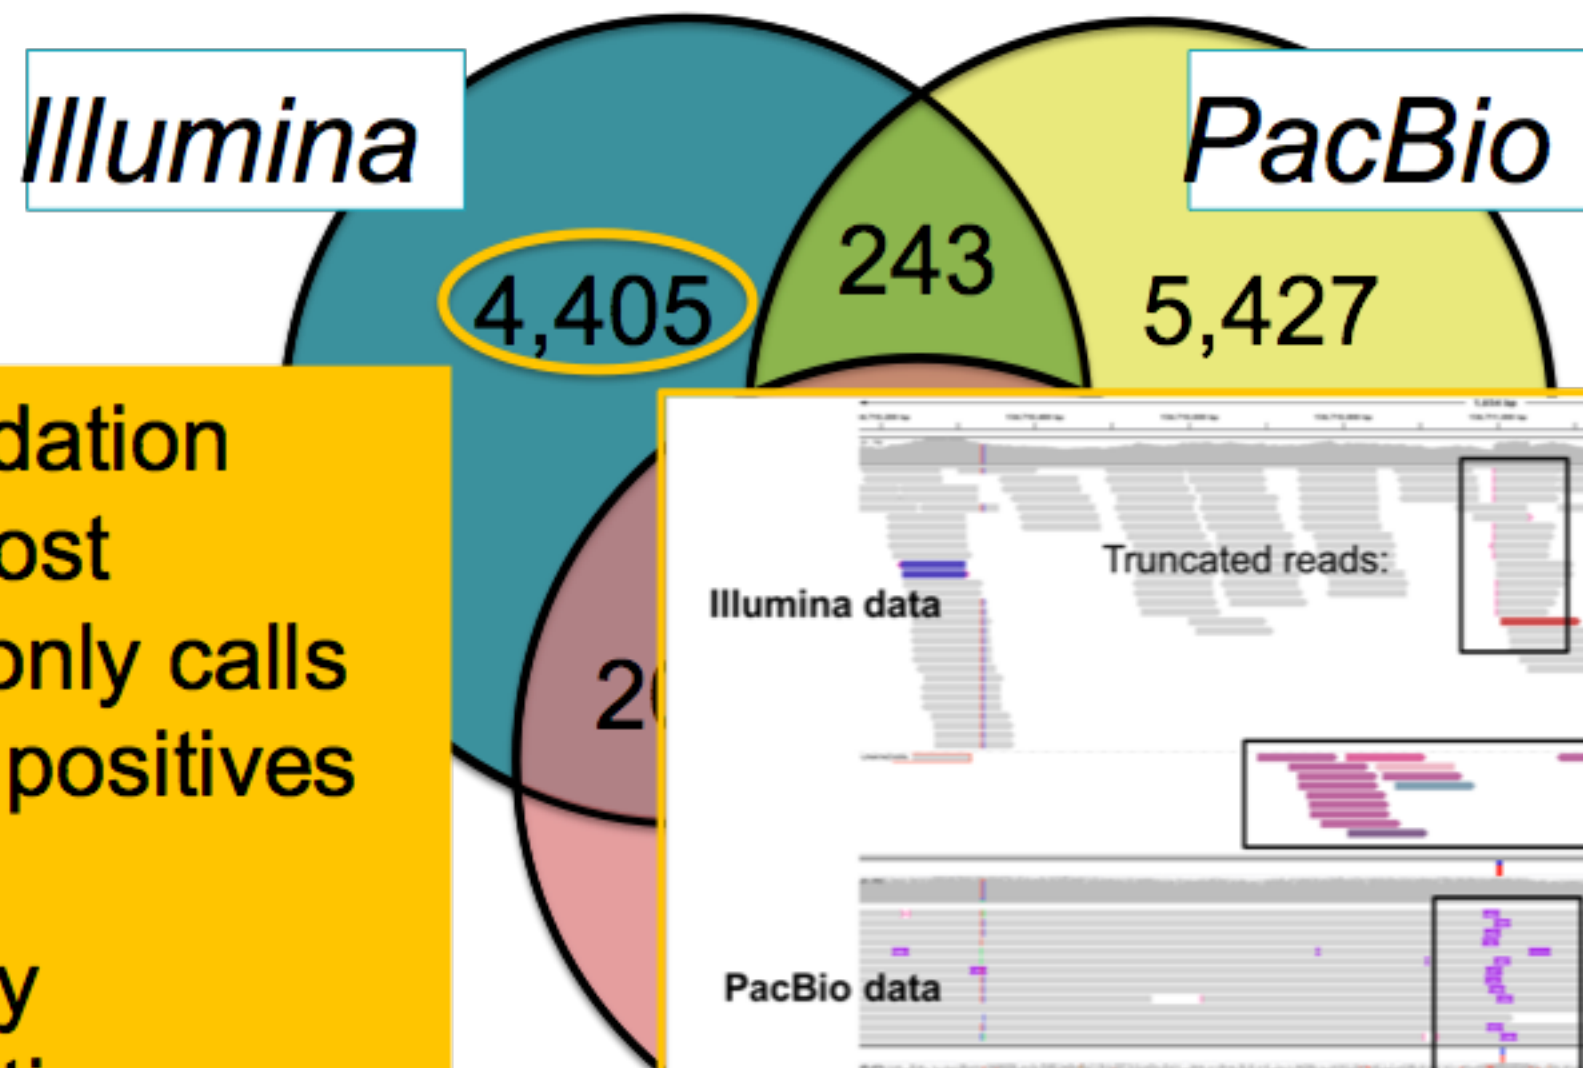 Illumina
PacBio
243
4,405
5,427
dation
ost
only calls
positives
y
Truncated reads:
Illumina data
PacBio data